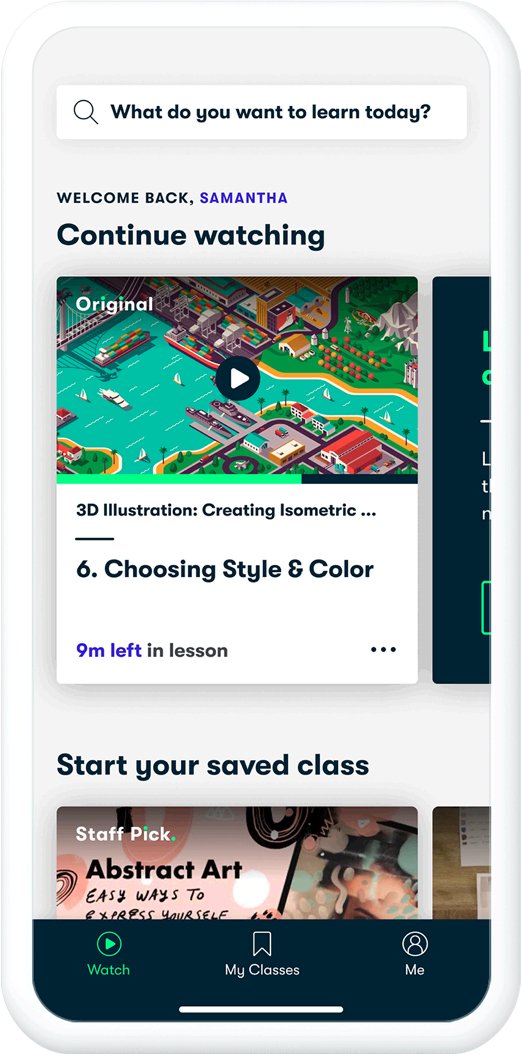 What do you want to learn today?
WELCOME BACK, SAMANTHA
Continue watching
Original
3D Illustration: Creating Isometric ...
6. Choosing Style & Color
9m left in lesson
Start your saved class
Staff Pick.
Abstract Art
EASY WAYS TO
EXPRESS YOURSELF
Watch
My Classes
Me